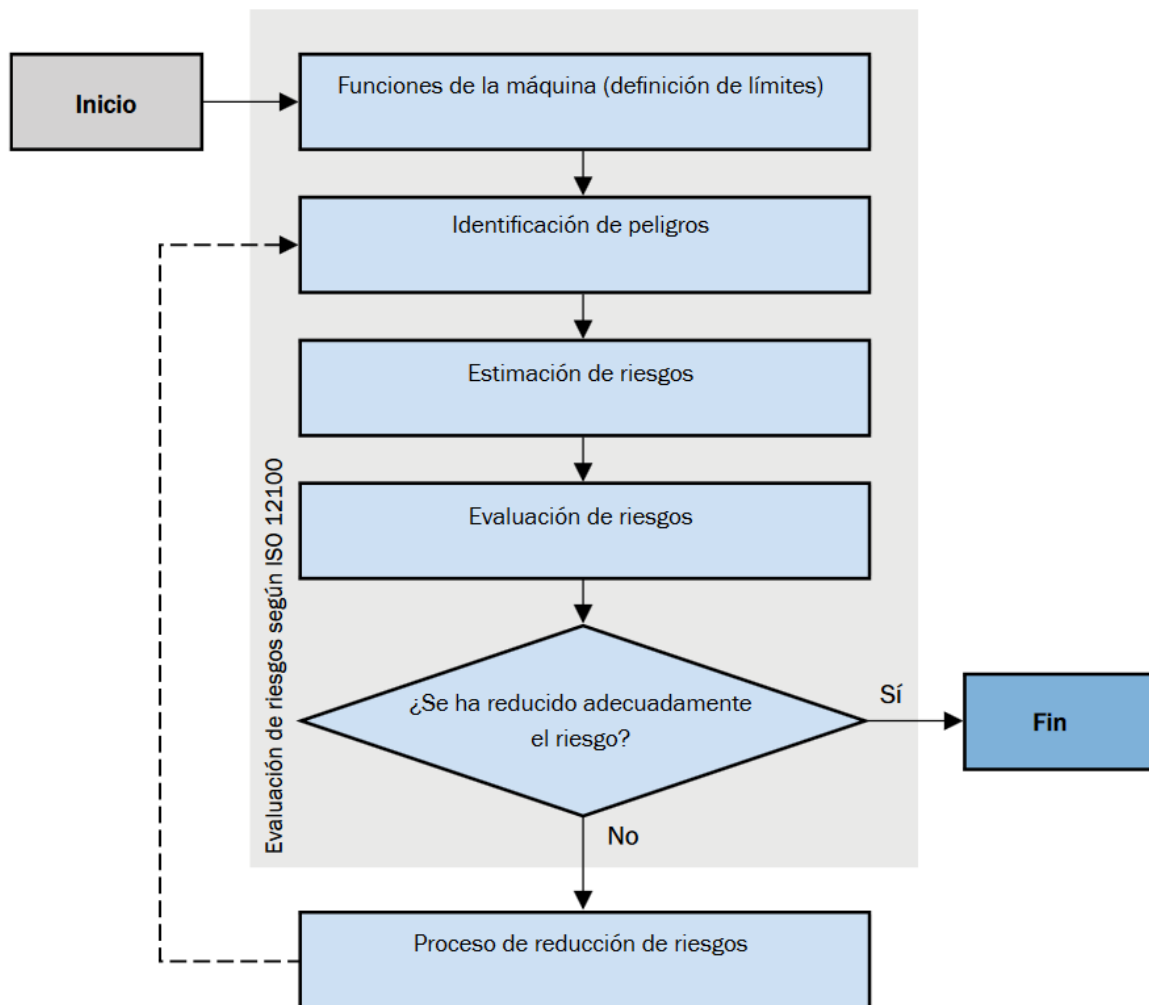 Inicio
Funciones de la máquina (definición de límites)
Identificación de peligros
Estimación de riesgos
Evaluación de riesgos
Evaluación de riesgos según ISO 12100
¿Se ha reducido adecuadamente
el riesgo?
Sí
Fin
No
Proceso de reducción de riesgos